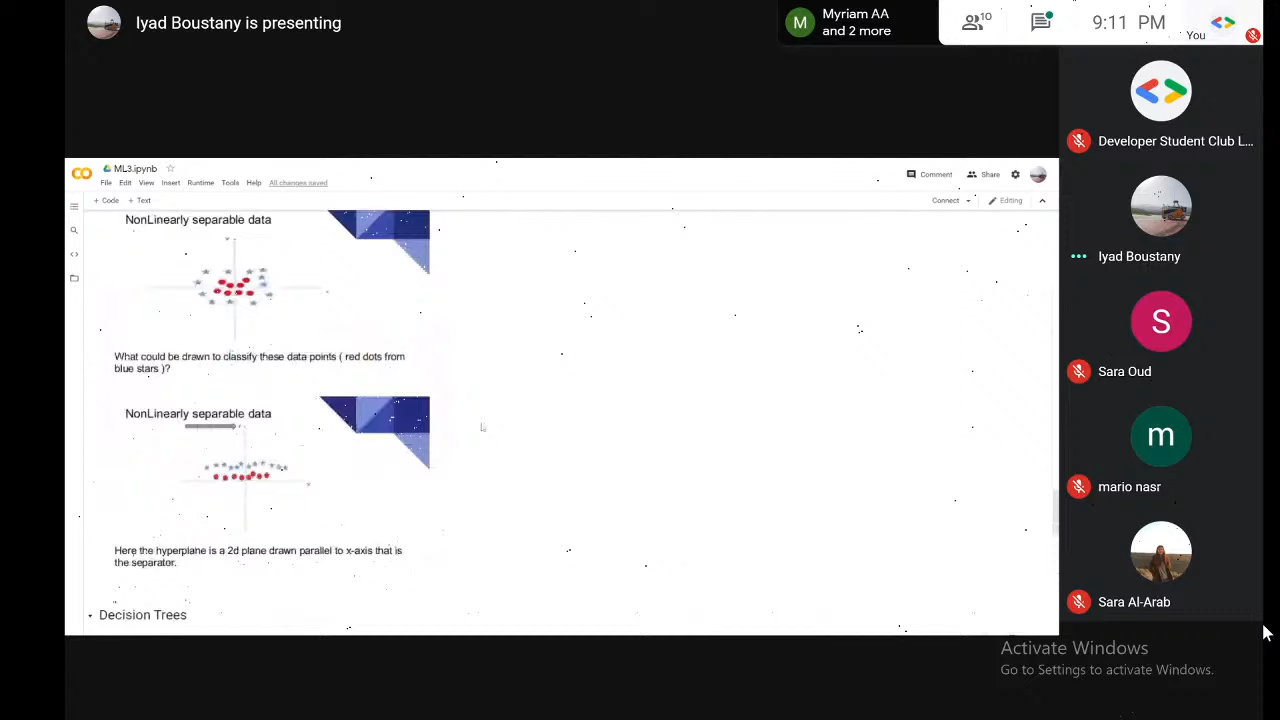 Iyad Boustany is presenting
M
Myriam AA
and 2 more
10
9:11 PM
You
Developer Student Club L...
Iyad Boustany
S
Sara Oud
m
mario nasr
Sara Al-Arab
ML3.ipynb
File Edit View Insert Runtime Tools Help All changes saved
Comment Share
+ Code + Text
Connect
Editing
NonLinearly separable data
What could be drawn to classify these data points ( red dots from
blue stars )?
NonLinearly separable data
Here the hyperplane is a 2d plane drawn parallel to x-axis that is
the separator.
Decision Trees
Activate Windows
Go to Settings to activate Windows.